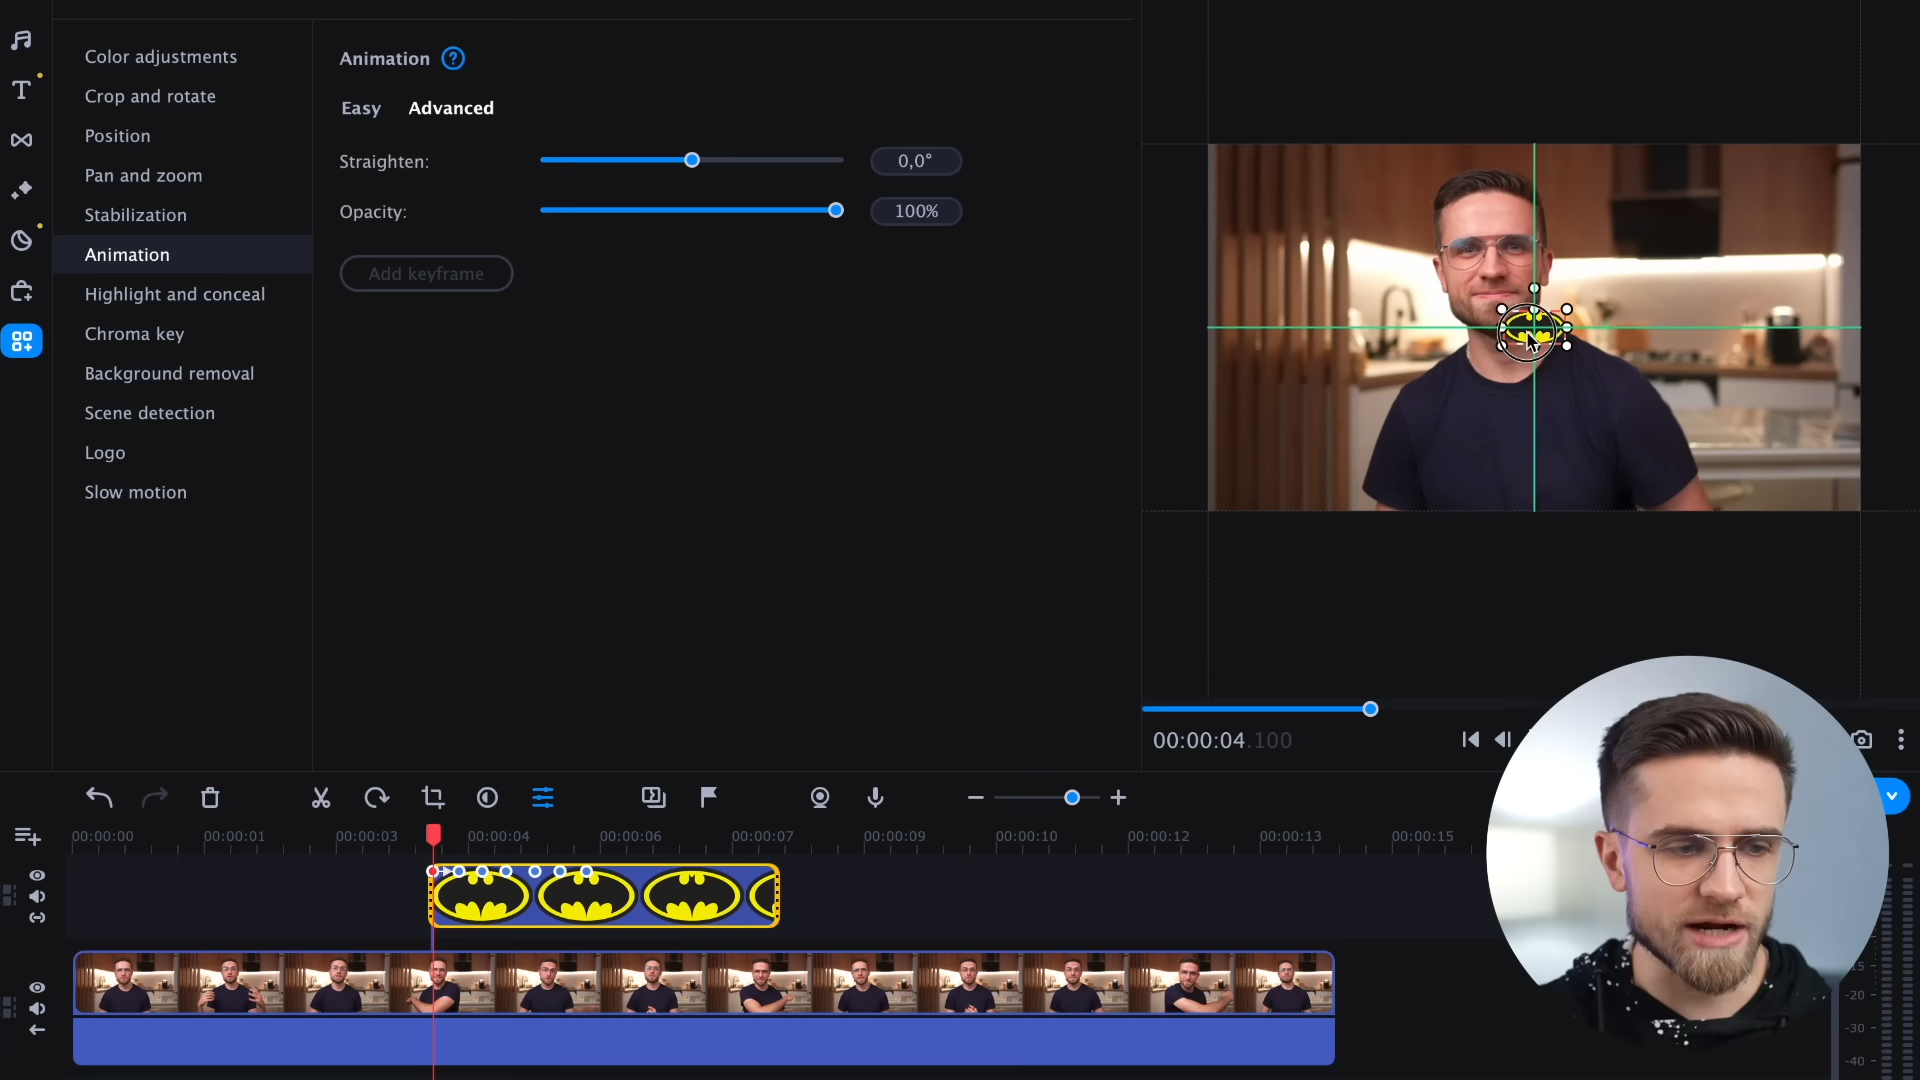 Color adjustments
Crop and rotate
Position
Pan and zoom
Stabilization
Animation
Highlight and conceal
Chroma key
Background removal
Scene detection
Logo
Slow motion
Animation ?
Easy Advanced
Straighten: 0,0°
Opacity: 100%
Add keyframe
00:00:04.100
00:00:00 00:00:01 00:00:03 00:00:04 00:00:06 00:00:07 00:00:09 00:00:10 00:00:12 00:00:13 00:00:15
-20
-30
-40